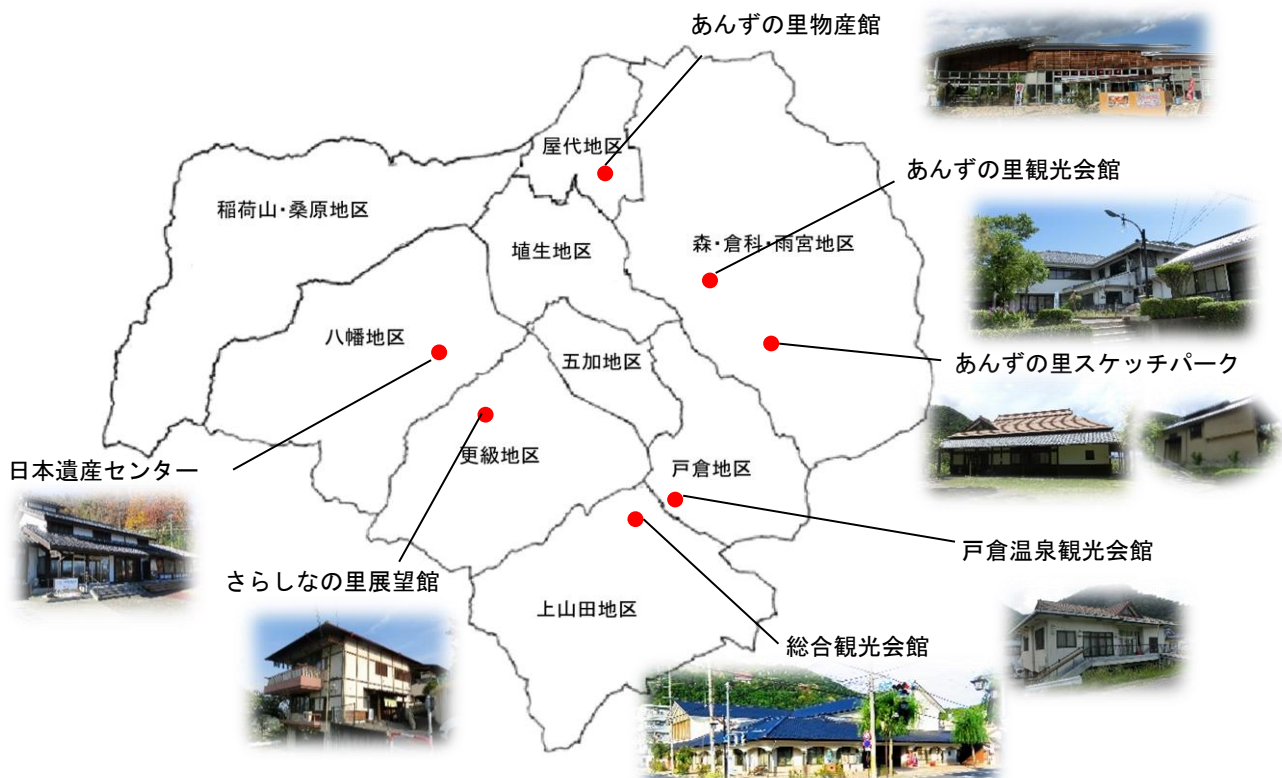 あんずの里物産館
屋代地区
あんずの里観光会館
稲荷山・桑原地区
森・倉科・雨宮地区
埴生地区
八幡地区
五加地区
あんずの里スケッチパーク
日本遺産センター
更級地区
戸倉地区
戸倉温泉観光会館
さらしなの里展望館
上山田地区
総合観光会館